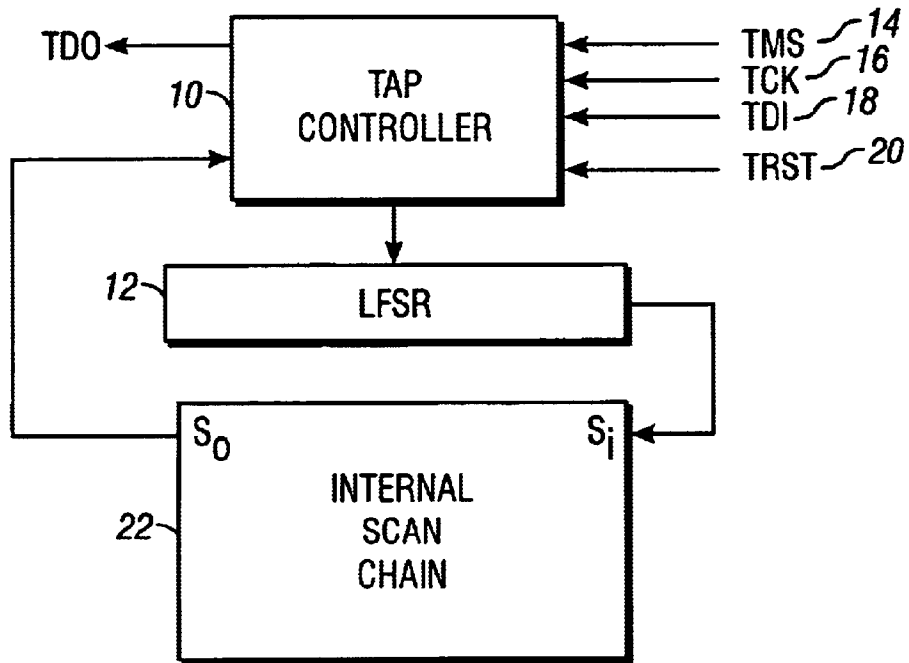 TDO
10
TAP
CONTROLLER
TMS 14
TCK 16
TDI 18
TRST 20
12
LFSR
So
Si
22
INTERNAL
SCAN
CHAIN